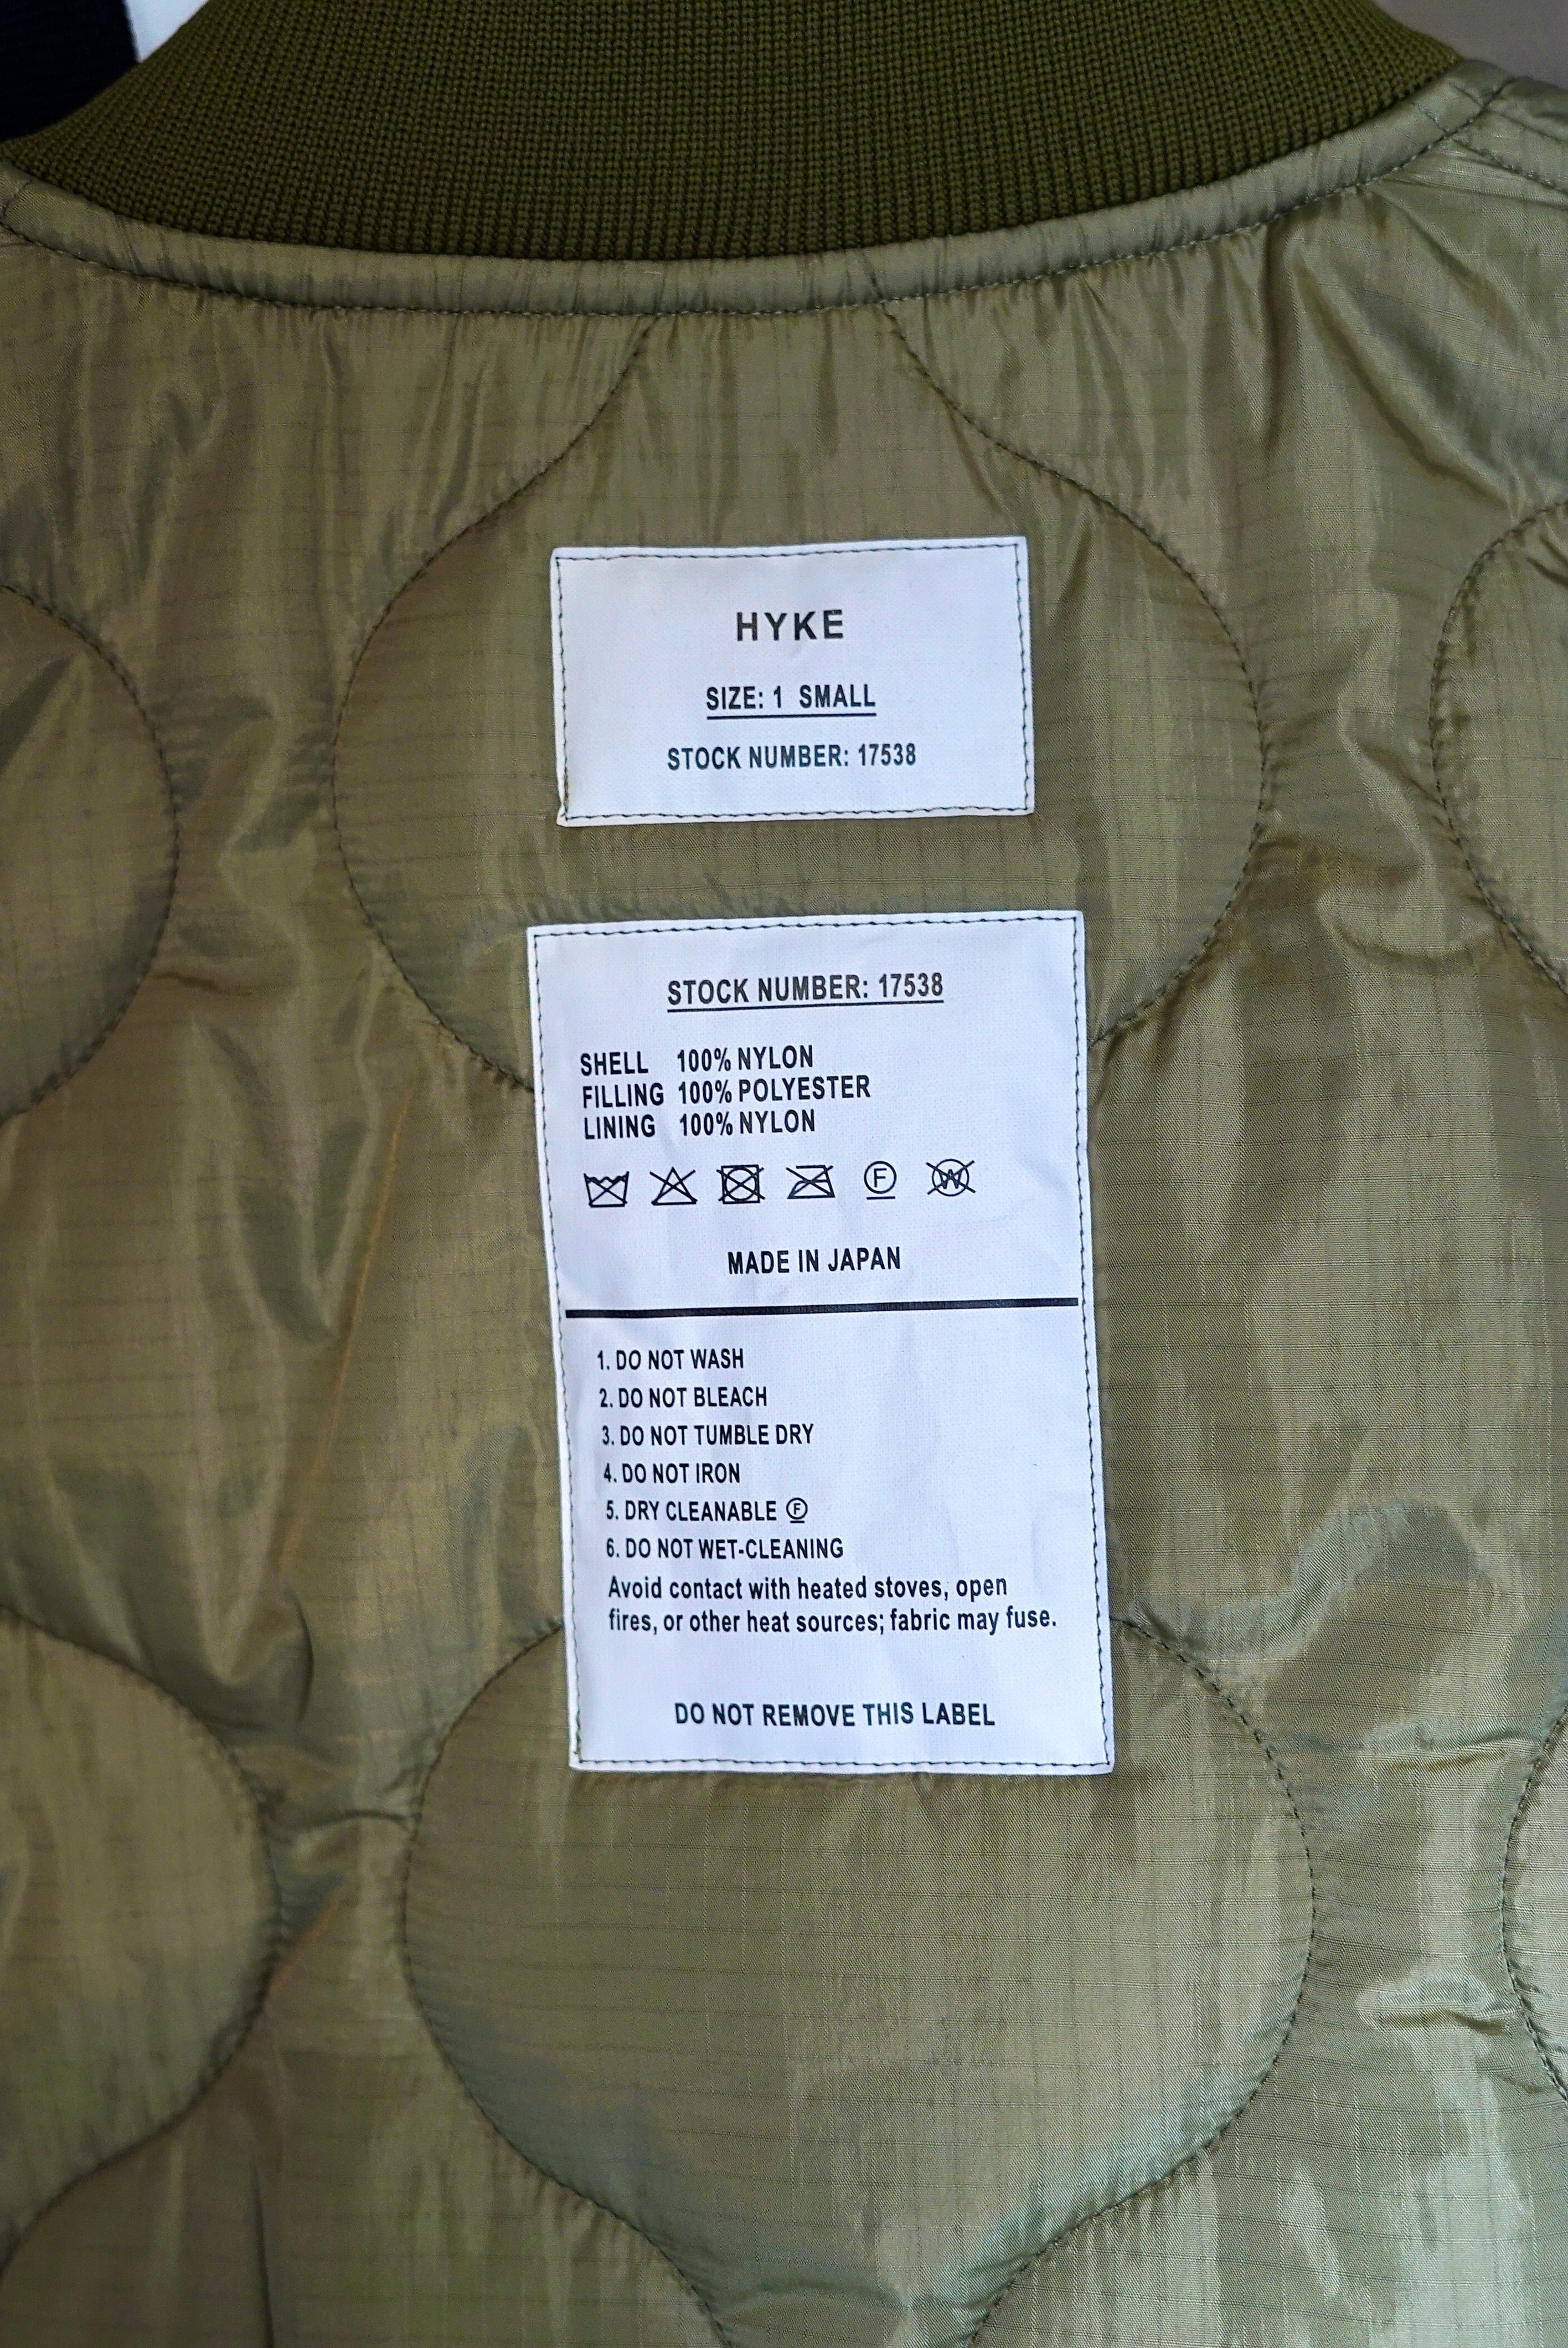 HYKE
SIZE: 1 SMALL
STOCK NUMBER: 17538
STOCK NUMBER: 17538
SHELL 100% NYLON
FILLING 100% POLYESTER
LINING 100% NYLON
F W
MADE IN JAPAN
1. DO NOT WASH
2. DO NOT BLEACH
3. DO NOT TUMBLE DRY
4. DO NOT IRON
5. DRY CLEANABLE Ⓕ
6. DO NOT WET-CLEANING
Avoid contact with heated stoves, open
fires, or other heat sources; fabric may fuse.
DO NOT REMOVE THIS LABEL